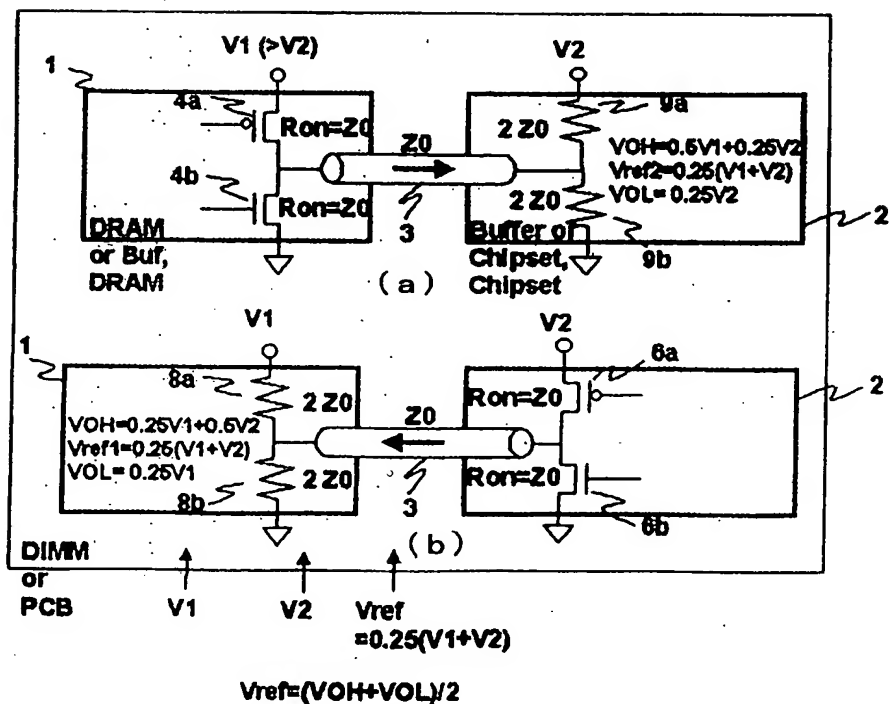 V1 (>V2)
V2
1
4a
Ron=Z0
Z0
2 Z0
9a
VOH=0.5V1+0.25V2
Vref2=0.25(V1+V2)
VOL= 0.25V2
4b
Ron=Z0
3
2 Z0
2
DRAM
or Buf,
DRAM
Buffer of
Chipset,
Chipset
9b
(a)
V1
V2
1
8a
2 Z0
Z0
Ron=Z0
6a
2
VOH=0.25V1+0.5V2
Vref1=0.25(V1+V2)
VOL= 0.25V1
8b
2 Z0
3
Ron=Z0
6b
(b)
DIMM
or
PCB
V1
V2
Vref
=0.25(V1+V2)
Vref=(VOH+VOL)/2